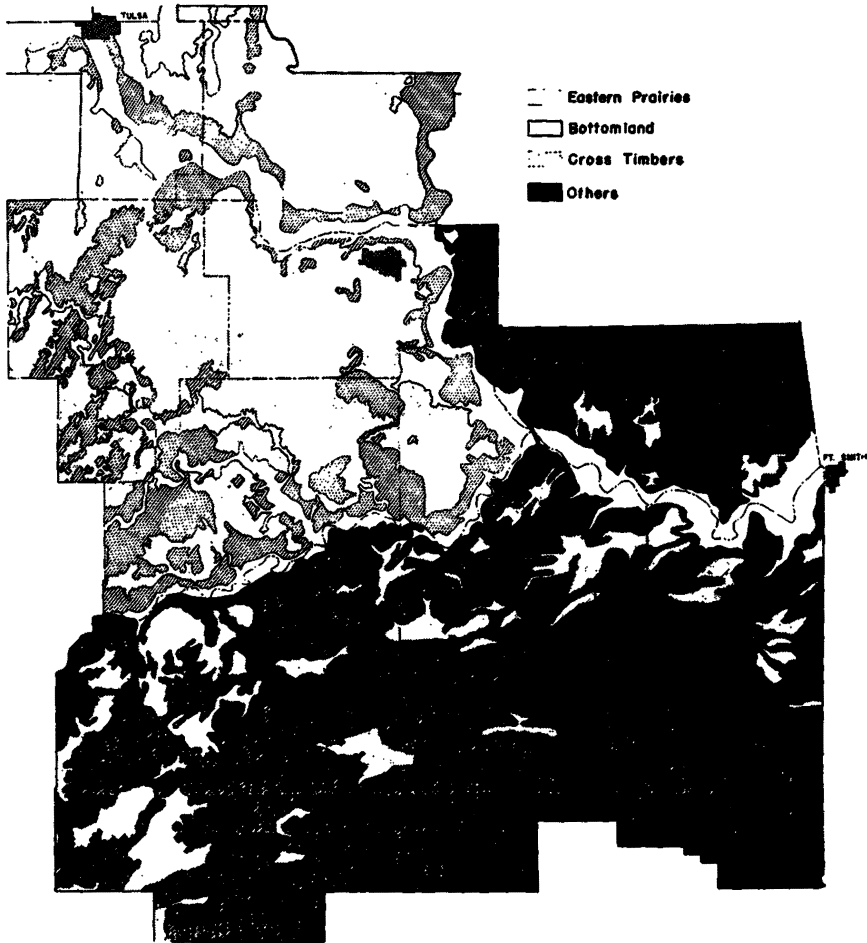 TULSA
Eastern Prairies
Bottomland
Cross Timbers
Others
a
FT. SMITH